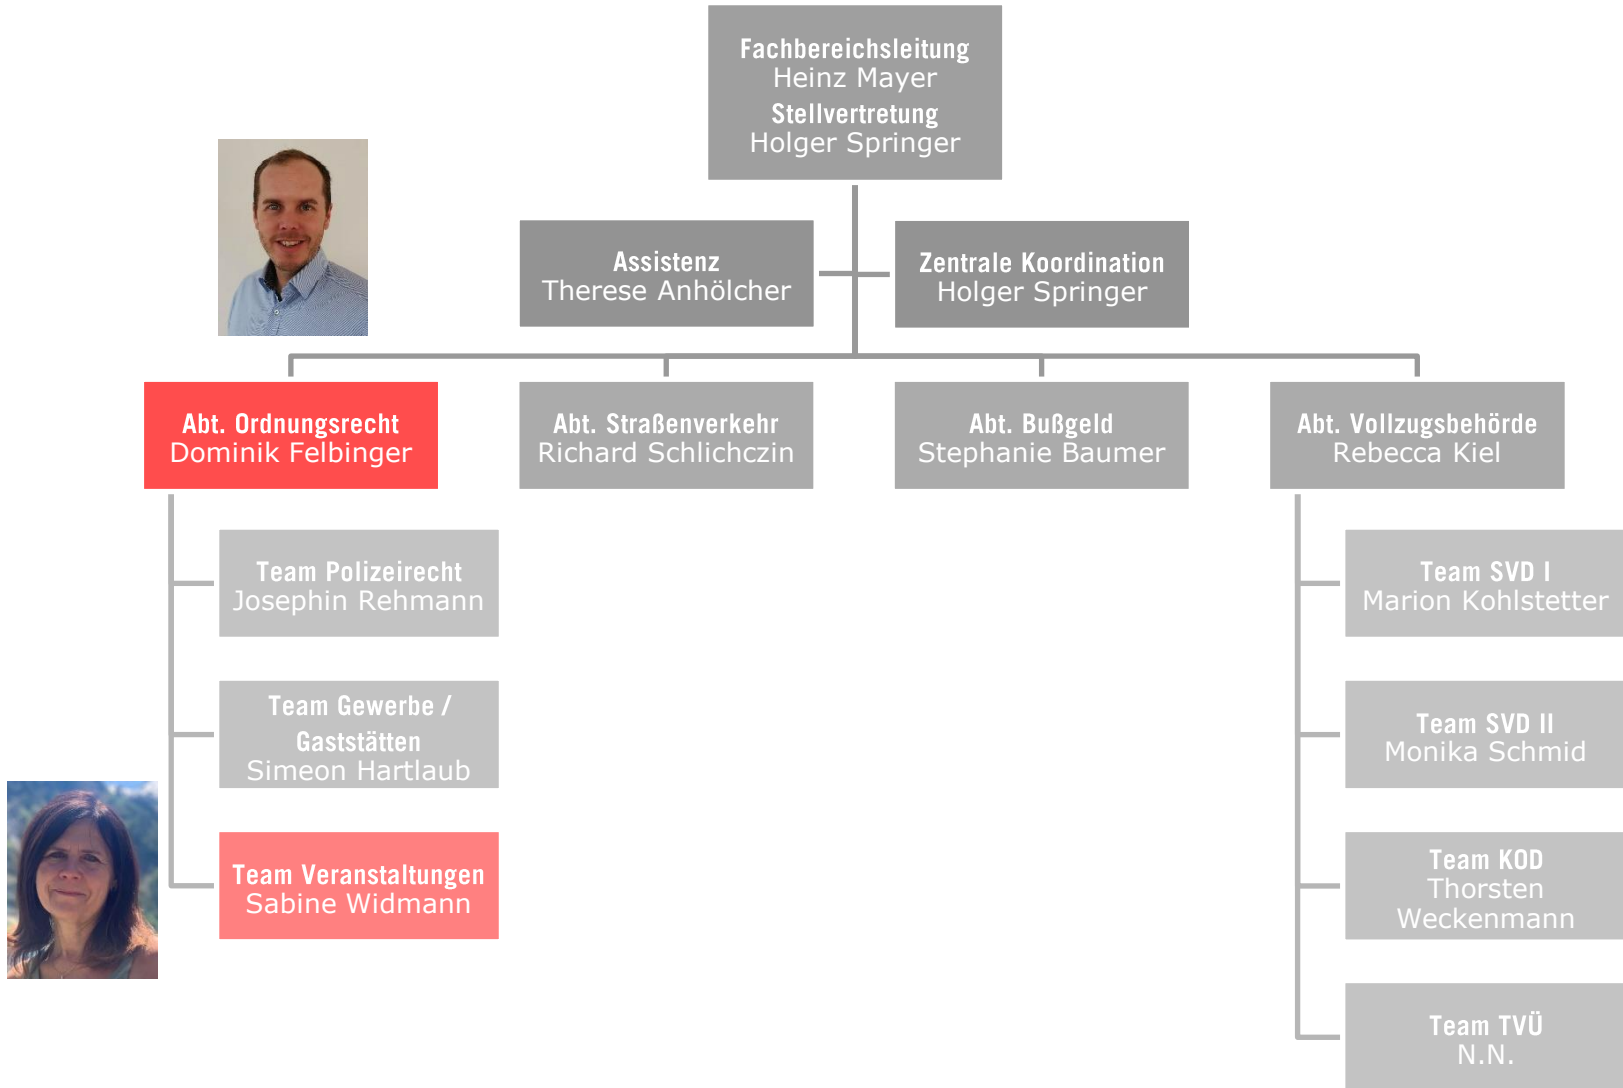 Fachbereichsleitung
Heinz Mayer
Stellvertretung
Holger Springer
Assistenz
Therese Anhölcher
Zentrale Koordination
Holger Springer
Abt. Ordnungsrecht
Dominik Felbinger
Abt. Straßenverkehr
Richard Schlichczin
Abt. Bußgeld
Stephanie Baumer
Abt. Vollzugsbehörde
Rebecca Kiel
Team Polizeirecht
Josephin Rehmann
Team Gewerbe /
Gaststätten
Simeon Hartlaub
Team Veranstaltungen
Sabine Widmann
Team SVD I
Marion Kohlstetter
Team SVD II
Monika Schmid
Team KOD
Thorsten
Weckenmann
Team TVÜ
N.N.